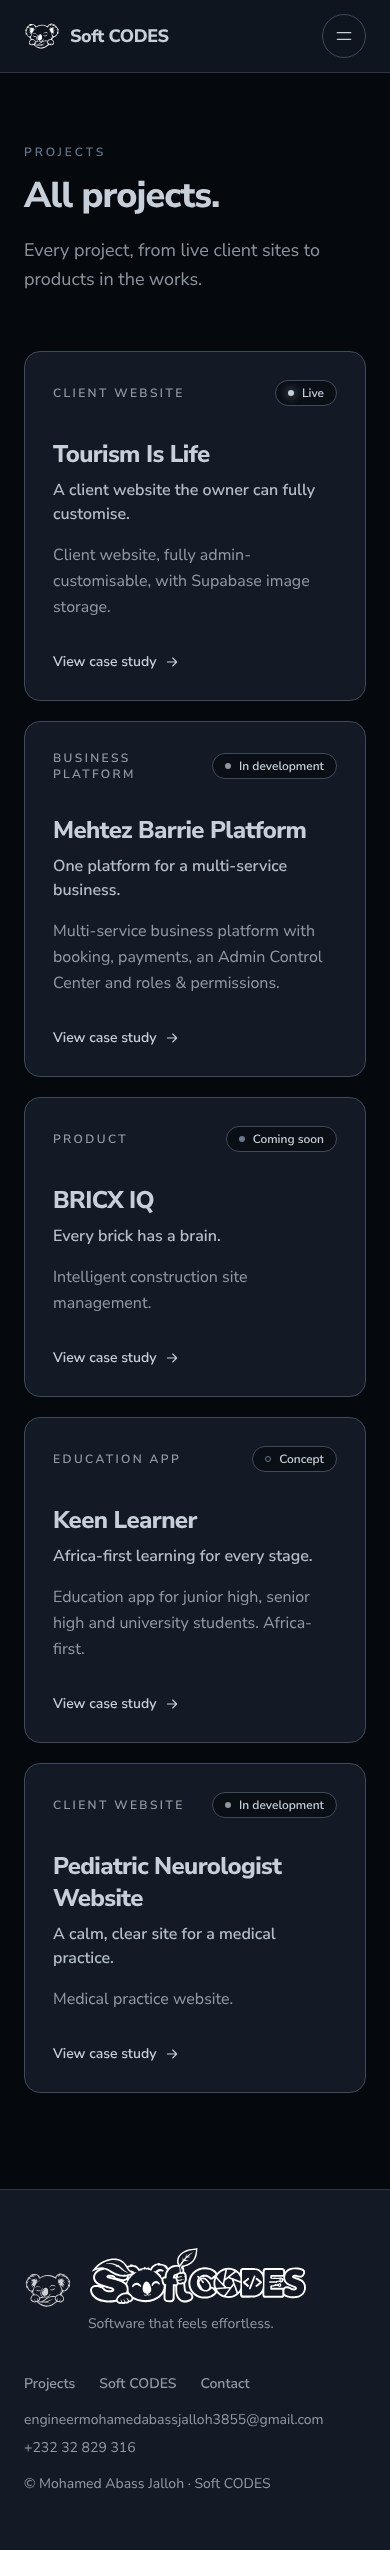 Soft CODES
PROJECTS
All projects.
Every project, from live client sites to
products in the works.
CLIENT WEBSITE
Live
Tourism Is Life
A client website the owner can fully
customise.
Client website, fully admin-
customisable, with Supabase image
storage.
View case study →
BUSINESS
PLATFORM
In development
Mehtez Barrie Platform
One platform for a multi-service
business.
Multi-service business platform with
booking, payments, an Admin Control
Center and roles & permissions.
View case study →
PRODUCT
Coming soon
BRICX IQ
Every brick has a brain.
Intelligent construction site
management.
View case study →
EDUCATION APP
Concept
Keen Learner
Africa-first learning for every stage.
Education app for junior high, senior
high and university students. Africa-
first.
View case study →
CLIENT WEBSITE
In development
Pediatric Neurologist
Website
A calm, clear site for a medical
practice.
Medical practice website.
View case study →
SoftCODES
Software that feels effortless.
Projects Soft CODES Contact
engineermohamedabassjalloh3855@gmail.com
+232 32 829 316
© Mohamed Abass Jalloh · Soft CODES